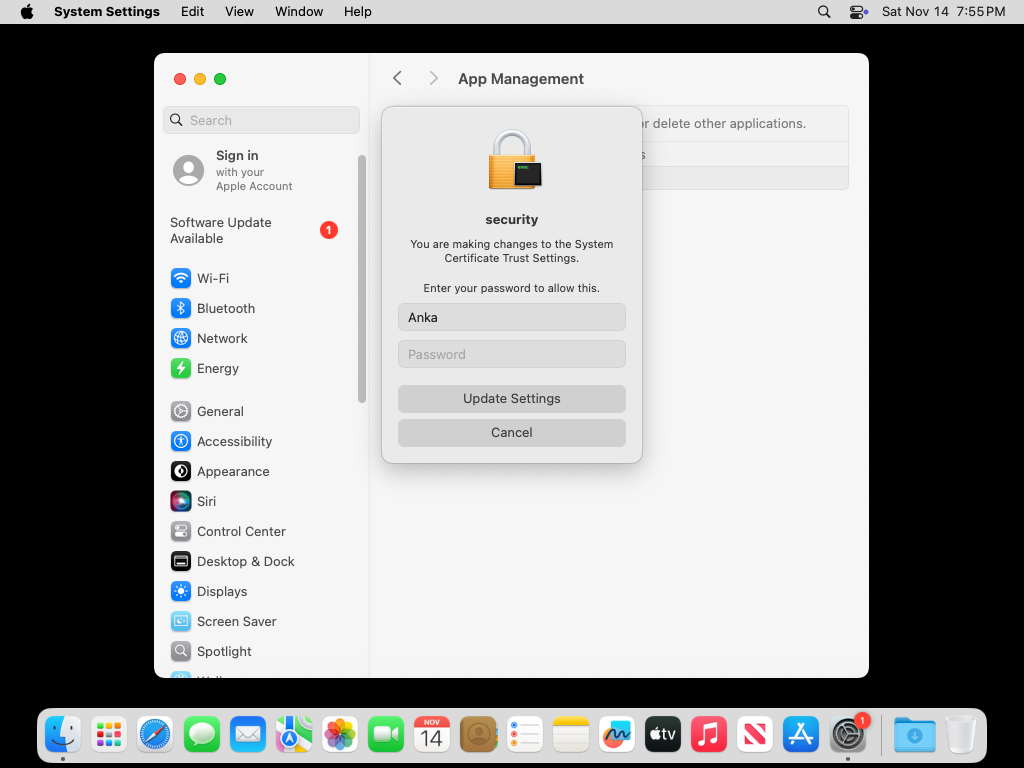 System Settings Edit View Window Help Sat Nov 14 7:55 PM
App Management
Search
Sign in
with your
Apple Account
Software Update
Available
1
Wi-Fi
Bluetooth
Network
Energy
General
Accessibility
Appearance
Siri
Control Center
Desktop & Dock
Displays
Screen Saver
Spotlight
or delete other applications.
security
You are making changes to the System
Certificate Trust Settings.
Enter your password to allow this.
Anka
Password
Update Settings
Cancel
NOV
14
tv
1